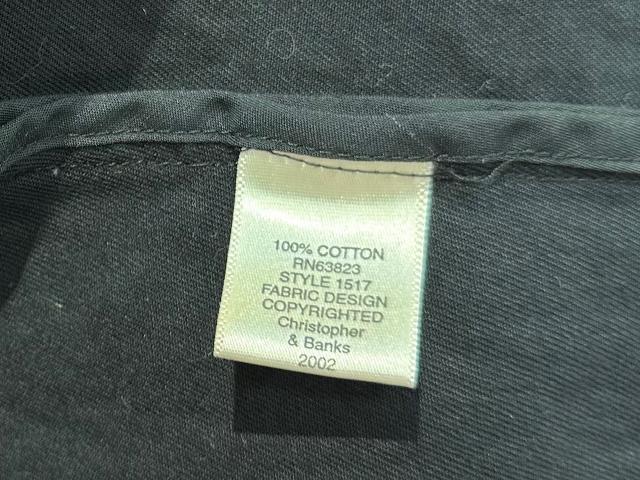 100% COTTON
RN63823
STYLE 1517
FABRIC DESIGN
COPYRIGHTED
Christopher
& Banks
2002